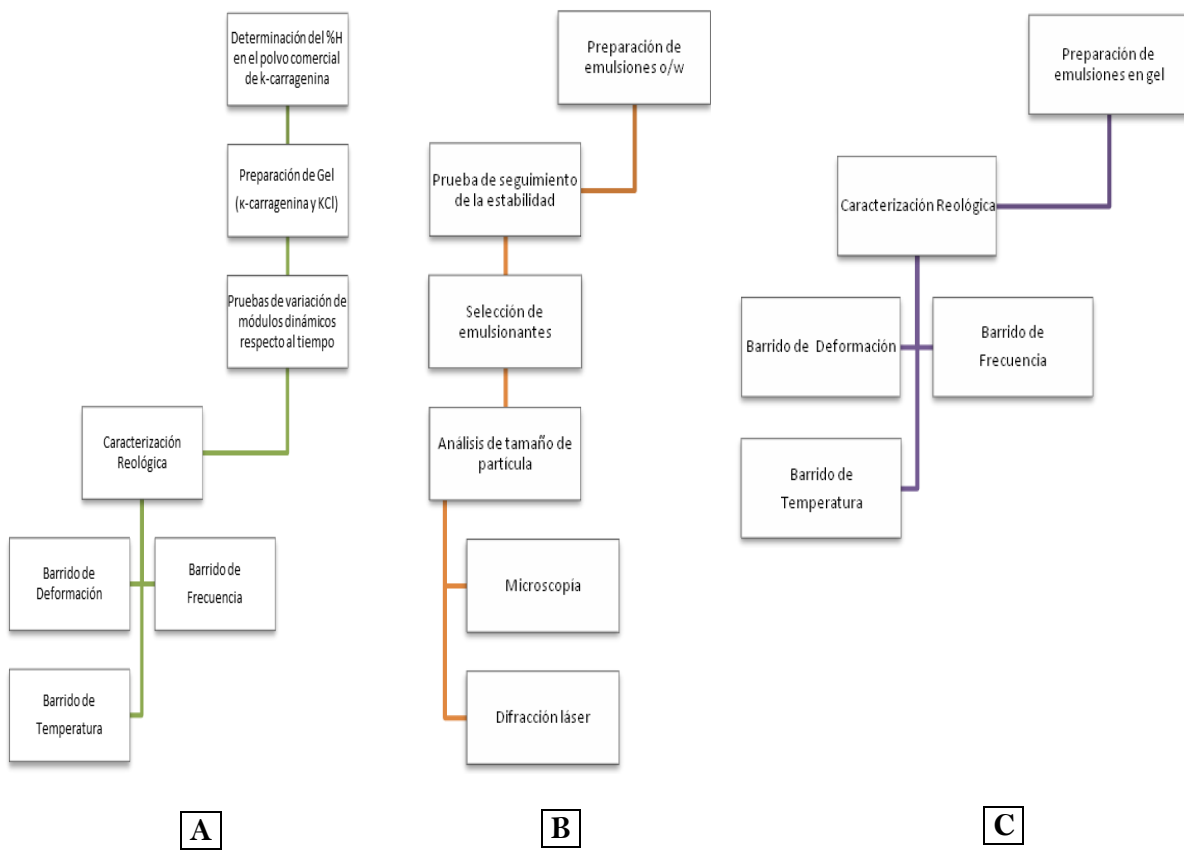 Determinación del %H
en el polvo comercial
de k-carragenina
Preparación de Gel
(κ-carragenina y KCl)
Pruebas de variación de
módulos dinámicos
respecto al tiempo
Caracterización
Reológica
Barrido de
Deformación
Barrido de
Frecuencia
Barrido de
Temperatura
A
Preparación de
emulsiones o/w
Prueba de seguimiento
de la estabilidad
Selección de
emulsionantes
Análisis de tamaño de
partícula
Microscopía
Difracción láser
B
Preparación de
emulsiones en gel
Caracterización Reológica
Barrido de Deformación
Barrido de
Frecuencia
Barrido de
Temperatura
C